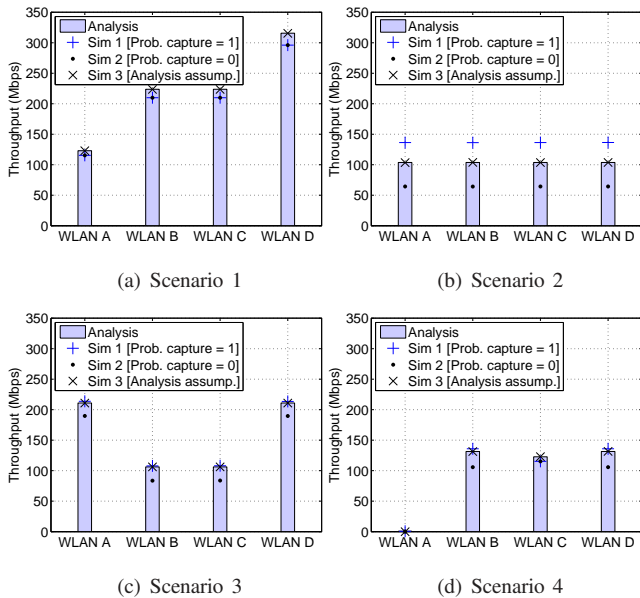 350
300
250
200
150
100
50
0
Throughput (Mbps)
Analysis
Sim 1 [Prob. capture = 1]
Sim 2 [Prob. capture = 0]
Sim 3 [Analysis assump.]
WLAN A WLAN B WLAN C WLAN D
(a) Scenario 1
350
300
250
200
150
100
50
0
Throughput (Mbps)
Analysis
Sim 1 [Prob. capture = 1]
Sim 2 [Prob. capture = 0]
Sim 3 [Analysis assump.]
WLAN A WLAN B WLAN C WLAN D
(b) Scenario 2
350
300
250
200
150
100
50
0
Throughput (Mbps)
Analysis
Sim 1 [Prob. capture = 1]
Sim 2 [Prob. capture = 0]
Sim 3 [Analysis assump.]
WLAN A WLAN B WLAN C WLAN D
(c) Scenario 3
350
300
250
200
150
100
50
0
Throughput (Mbps)
Analysis
Sim 1 [Prob. capture = 1]
Sim 2 [Prob. capture = 0]
Sim 3 [Analysis assump.]
WLAN A WLAN B WLAN C WLAN D
(d) Scenario 4